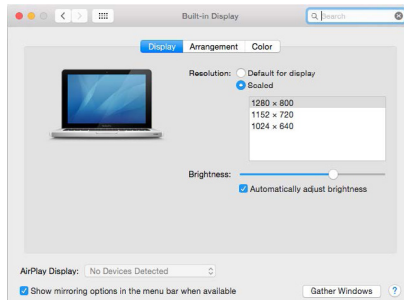 Built-in Display
Search
Display Arrangement Color
Resolution: Default for display
Scaled
1280 × 800
1152 × 720
1024 × 640
Brightness:
Automatically adjust brightness
AirPlay Display: No Devices Detected
Show mirroring options in the menu bar when available
Gather Windows ?